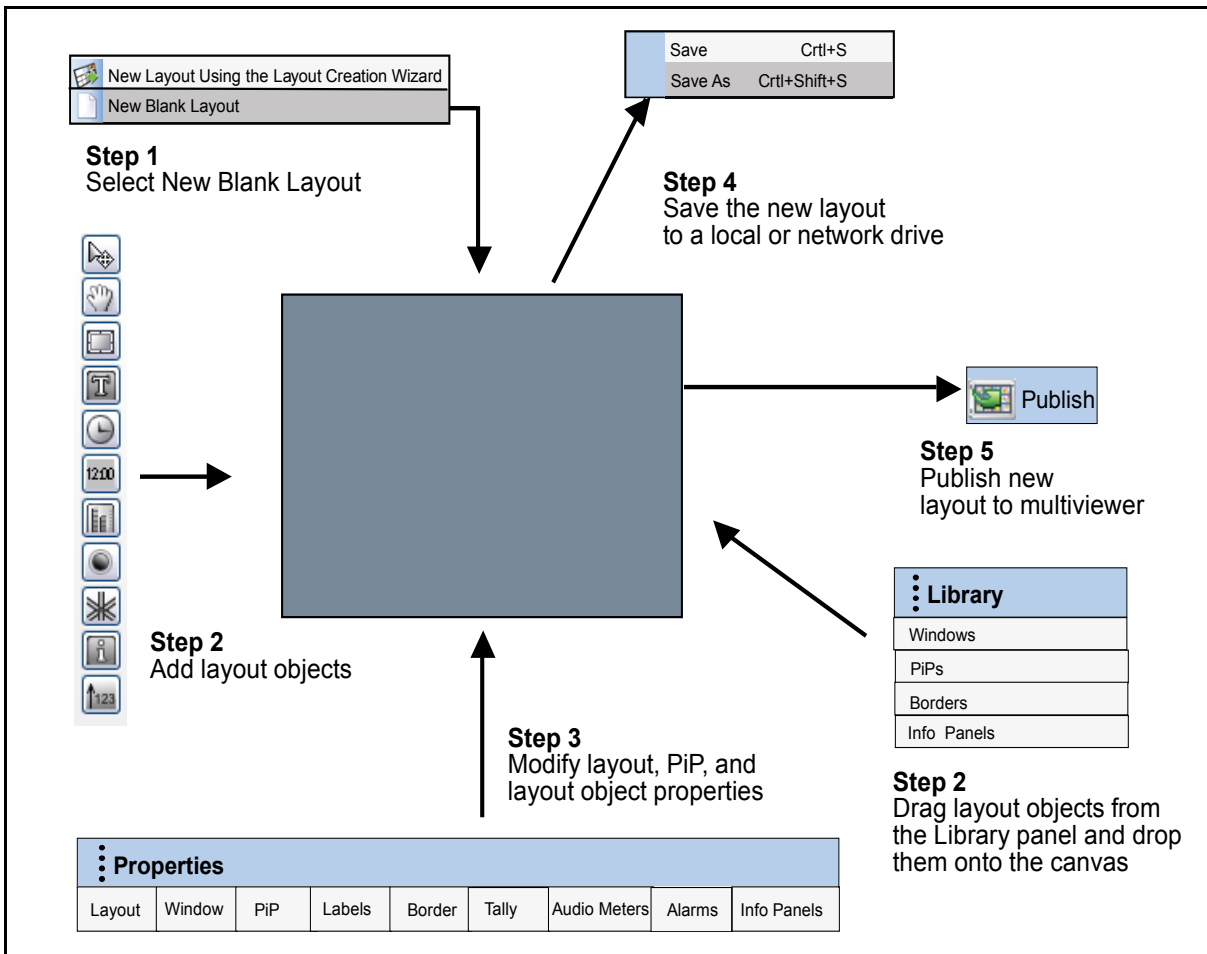 New Layout Using the Layout Creation Wizard
New Blank Layout
Step 1
Select New Blank Layout
Save Crtl+S
Save As Crtl+Shift+S
Step 4
Save the new layout
to a local or network drive
T
12:00
i
123
Step 2
Add layout objects
Publish
Step 5
Publish new
layout to multiviewer
Library
Windows
PiPs
Borders
Info Panels
Step 2
Drag layout objects from
the Library panel and drop
them onto the canvas
Step 3
Modify layout, PiP, and
layout object properties
Properties
Layout Window PiP Labels Border Tally Audio Meters Alarms Info Panels